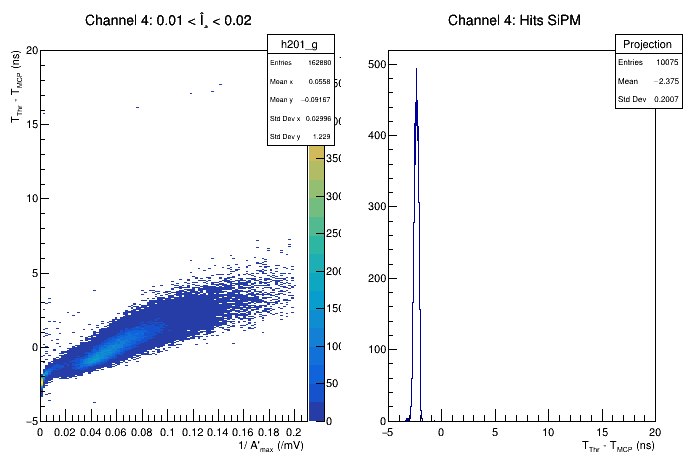 Channel 4: 0.01 < Î¸ < 0.02
h201_g
Entries 162880
Mean x 0.0558
Mean y −0.09167
Std Dev x 0.02996
Std Dev y 1.229
T_Thr - T_MCP (ns)
20
15
10
5
0
−5
0 0.02 0.04 0.06 0.08 0.1 0.12 0.14 0.16 0.18 0.2
1/ A'_max (/mV)
350
300
250
200
150
100
50
0
Channel 4: Hits SiPM
Projection
Entries 10075
Mean −2.375
Std Dev 0.2007
500
400
300
200
100
0
−5 0 5 10 15 20
T_Thr - T_MCP (ns)